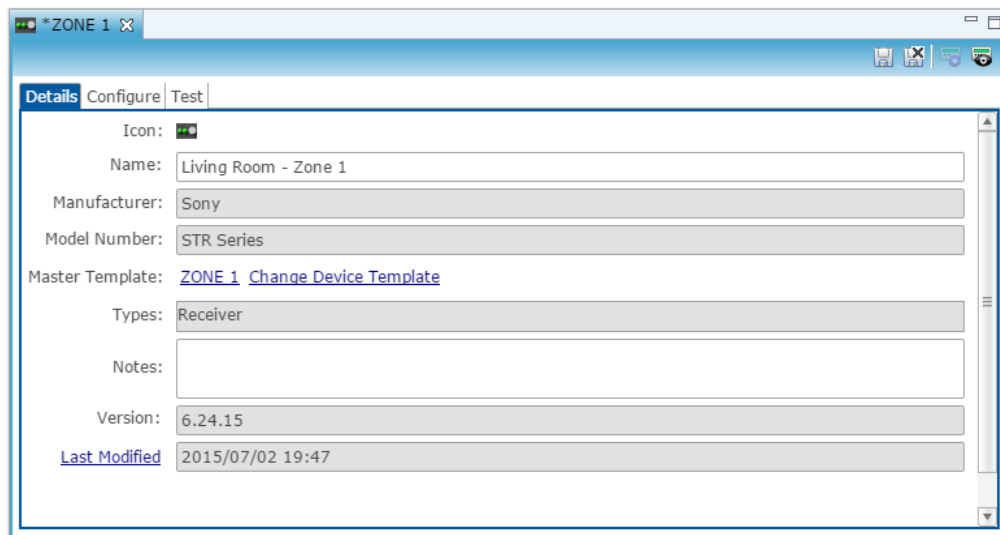 *ZONE 1
Details Configure Test
Icon:
Name: Living Room - Zone 1
Manufacturer: Sony
Model Number: STR Series
Master Template: ZONE 1 Change Device Template
Types: Receiver
Notes:
Version: 6.24.15
Last Modified 2015/07/02 19:47